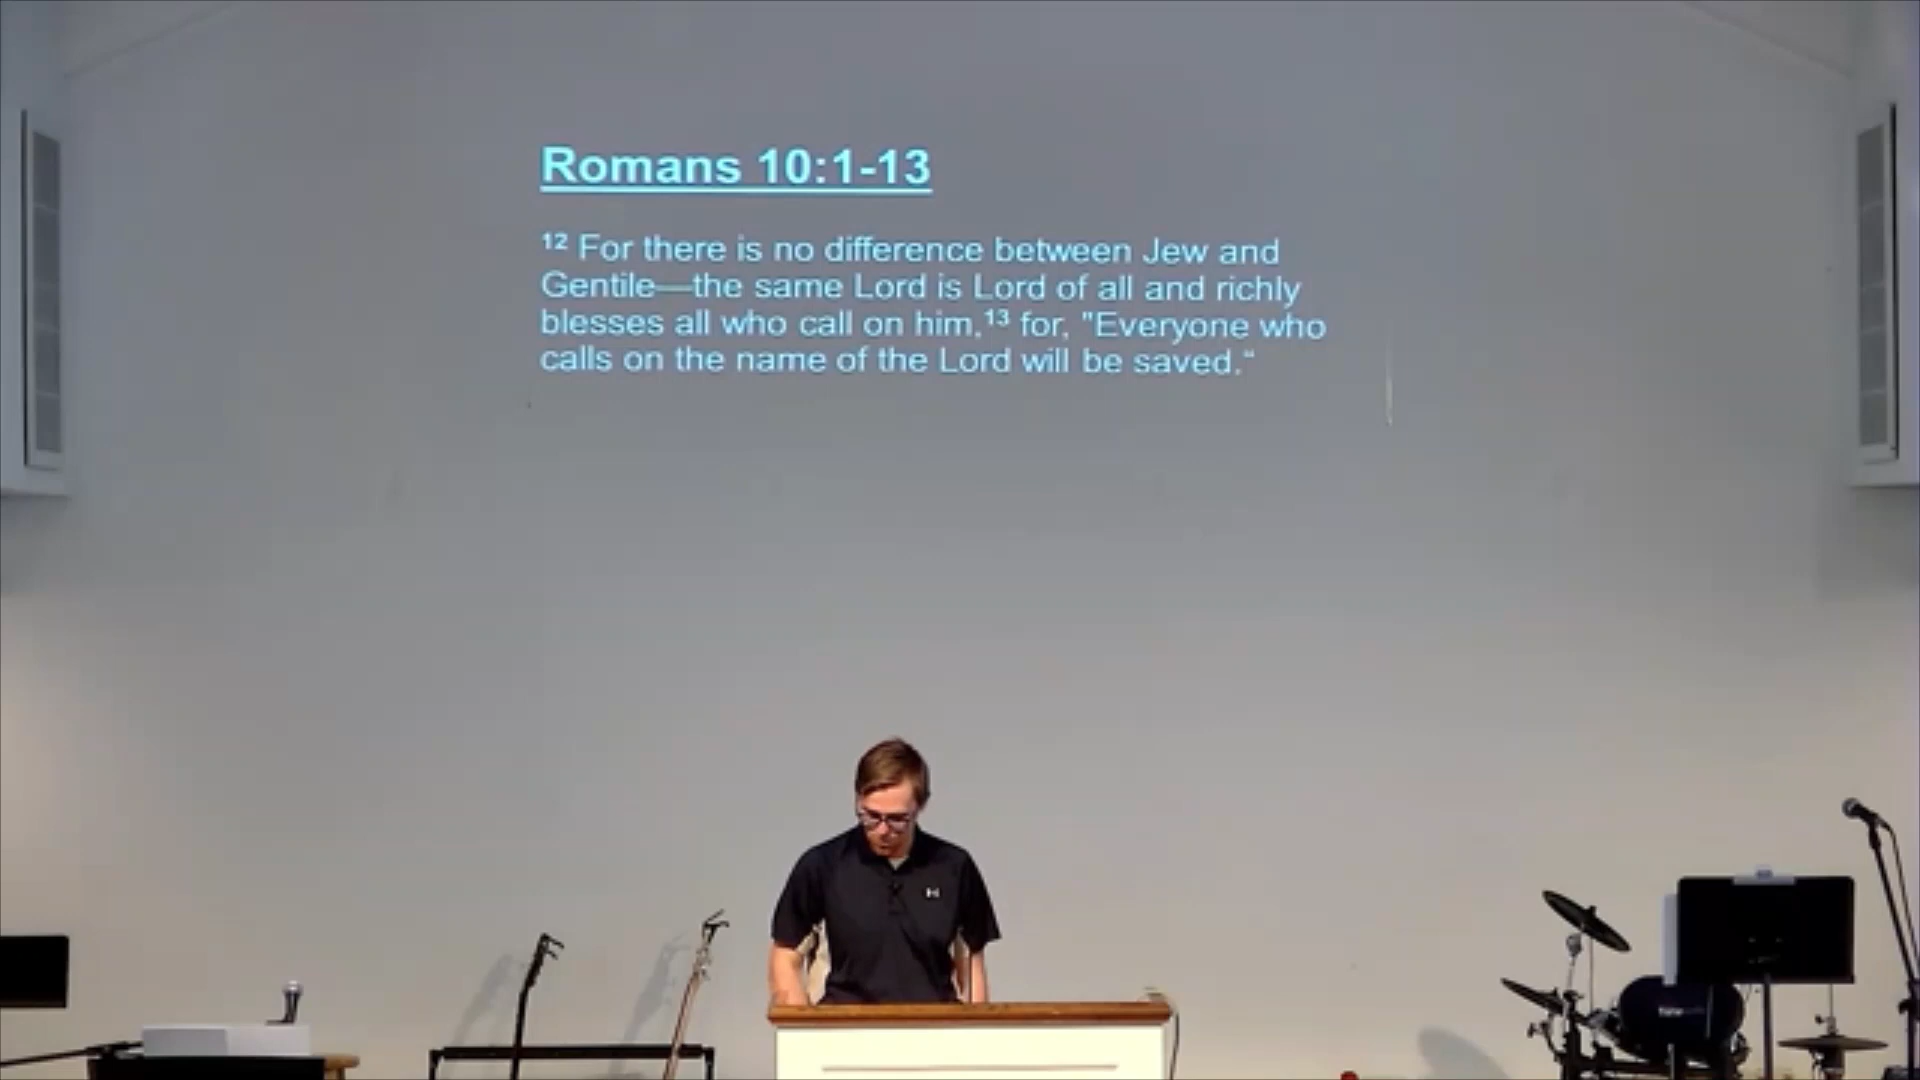 Romans 10:1-13
¹² For there is no difference between Jew and
Gentile—the same Lord is Lord of all and richly
blesses all who call on him,¹³ for, "Everyone who
calls on the name of the Lord will be saved.“